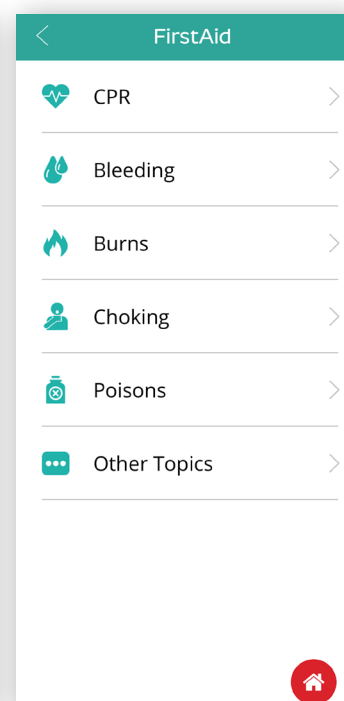 FirstAid
CPR
Bleeding
Burns
Choking
Poisons
Other Topics